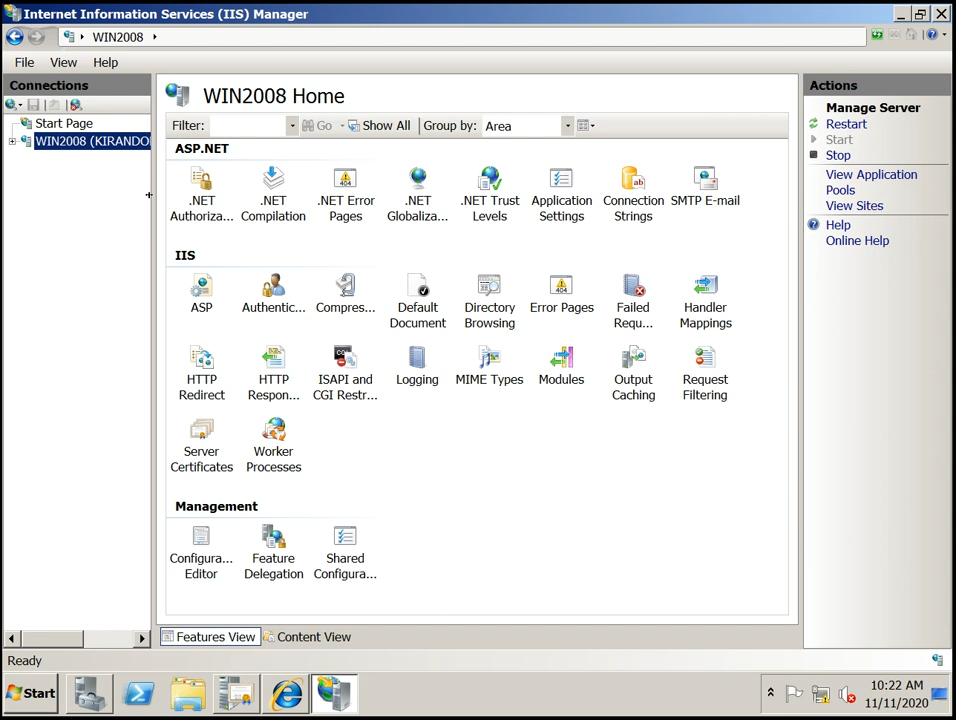 Internet Information Services (IIS) Manager
WIN2008
File View Help
Connections
Start Page
WIN2008 (KIRANDO
WIN2008 Home
Filter: Go Show All Group by: Area
ASP.NET
.NET Authoriza...
.NET Compilation
.NET Error Pages
.NET Globaliza...
.NET Trust Levels
Application Settings
Connection Strings
SMTP E-mail
IIS
ASP
Authentic...
Compres...
Default Document
Directory Browsing
Error Pages
Failed Requ...
Handler Mappings
HTTP Redirect
HTTP Respon...
ISAPI and CGI Restr...
Logging
MIME Types
Modules
Output Caching
Request Filtering
Server Certificates
Worker Processes
Management
Configura... Editor
Feature Delegation
Shared Configura...
Features View
Content View
Actions
Manage Server
Restart
Start
Stop
View Application
Pools
View Sites
Help
Online Help
Ready
Start
10:22 AM
11/11/2020